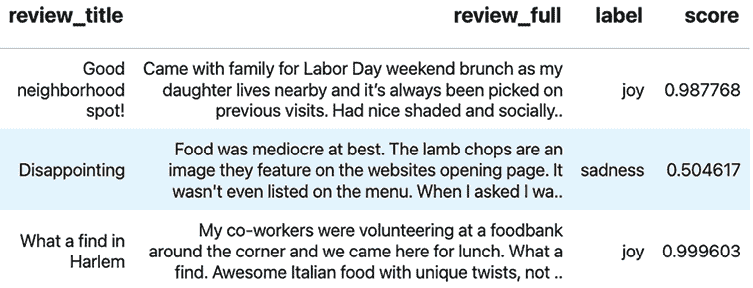 review_title review_full label score
Good neighborhood spot! Came with family for Labor Day weekend brunch as my daughter lives nearby and it’s always been picked on previous visits. Had nice shaded and socially.. joy 0.987768
Disappointing Food was mediocre at best. The lamb chops are an image they feature on the websites opening page. It wasn't even listed on the menu. When I asked I wa.. sadness 0.504617
What a find in Harlem My co-workers were volunteering at a foodbank around the corner and we came here for lunch. What a find. Awesome Italian food with unique twists, not .. joy 0.999603